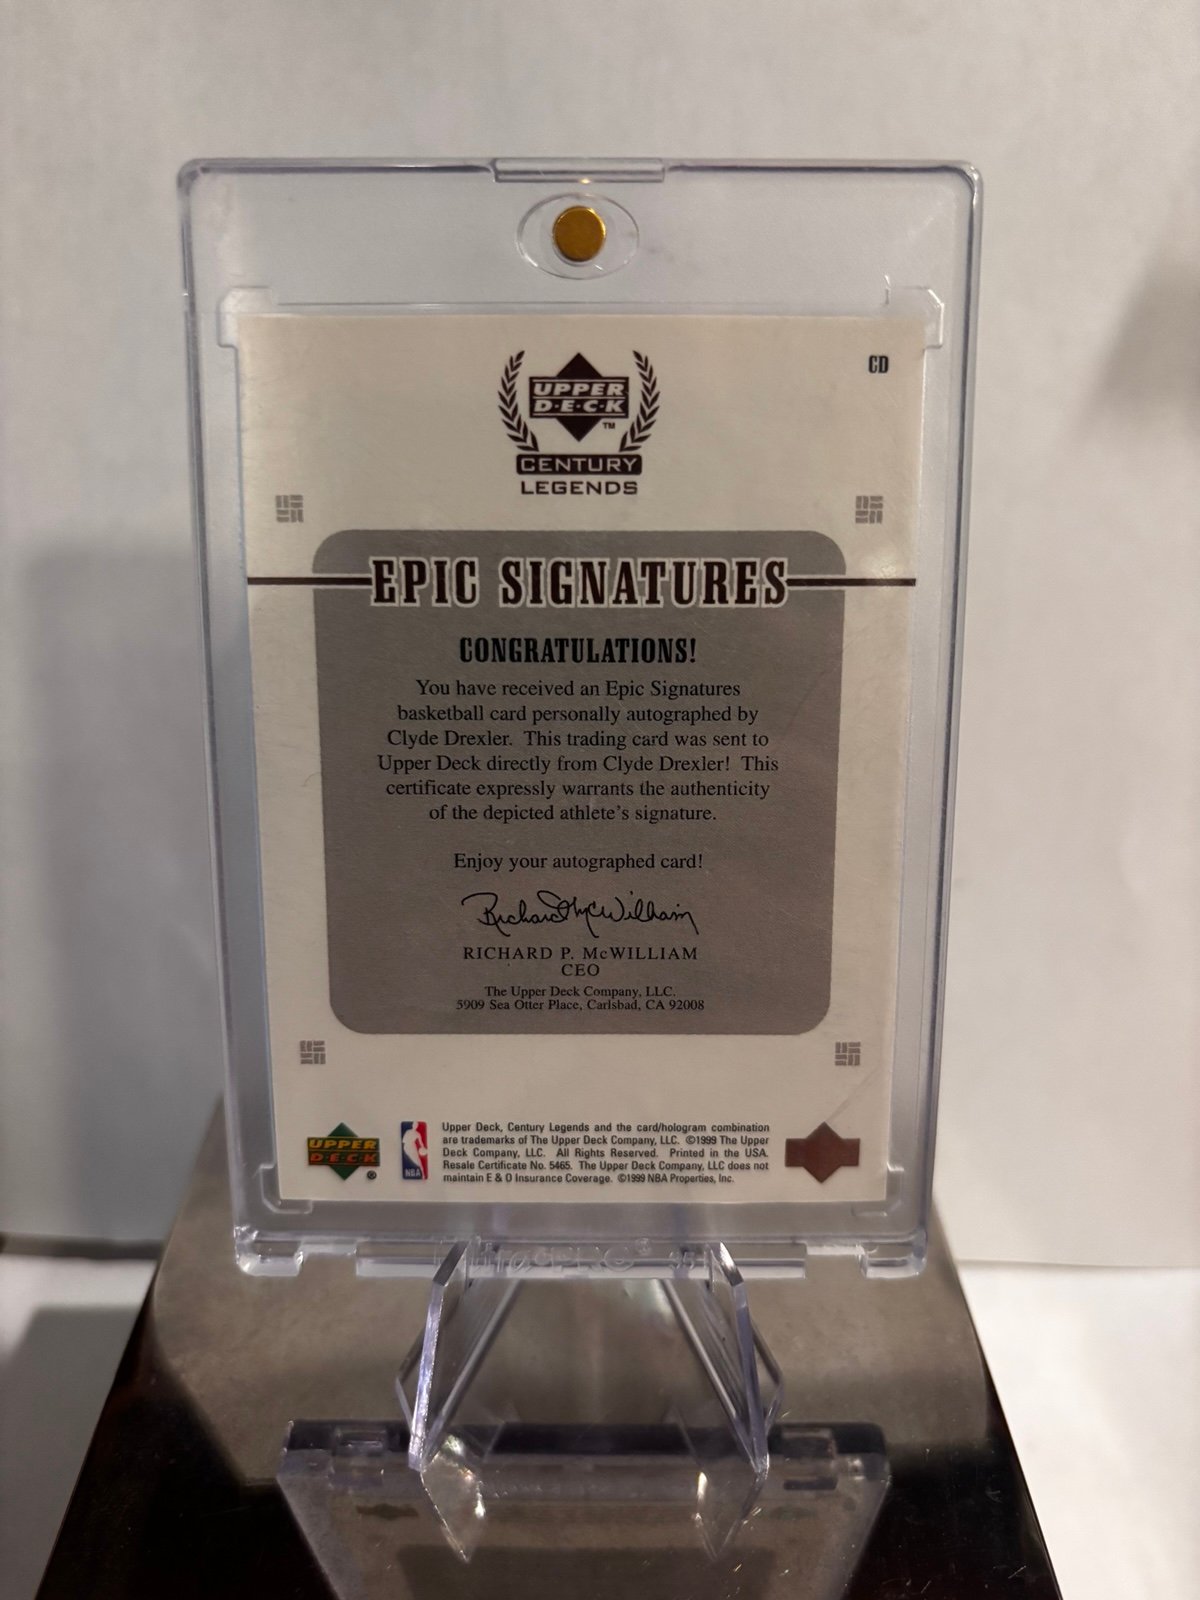 CD
UPPER
D·E·C·K
TM
CENTURY
LEGENDS
EPIC SIGNATURES
CONGRATULATIONS!
You have received an Epic Signatures
basketball card personally autographed by
Clyde Drexler. This trading card was sent to
Upper Deck directly from Clyde Drexler! This
certificate expressly warrants the authenticity
of the depicted athlete's signature.
Enjoy your autographed card!
Richard McWilliam
RICHARD P. McWILLIAM
CEO
The Upper Deck Company, LLC.
5909 Sea Otter Place, Carlsbad, CA 92008
UPPER
D·E·C·K
®
NBA
Upper Deck, Century Legends and the card/hologram combination
are trademarks of The Upper Deck Company, LLC. ©1999 The Upper
Deck Company, LLC. All Rights Reserved. Printed in the USA.
Resale Certificate No. 5465. The Upper Deck Company, LLC does not
maintain E & O Insurance Coverage. ©1999 NBA Properties, Inc.